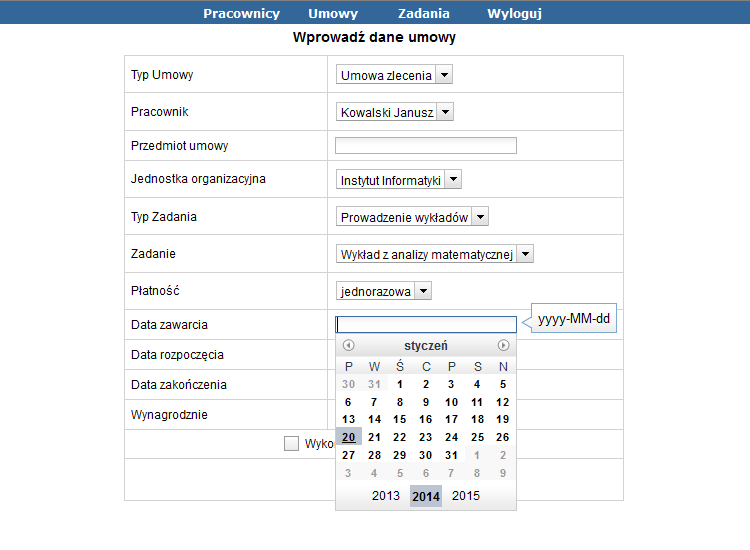 Pracownicy Umowy Zadania Wyloguj
Wprowadź dane umowy
Typ Umowy Umowa zlecenia
Pracownik Kowalski Janusz
Przedmiot umowy
Jednostka organizacyjna Instytut Informatyki
Typ Zadania Prowadzenie wykładów
Zadanie Wykład z analizy matematycznej
Płatność jednorazowa
Data zawarcia yyyy-MM-dd
styczeń
Data rozpoczęcia P W Ś C P S N
30 31 1 2 3 4 5
Data zakończenia 6 7 8 9 10 11 12
Wynagrodznie 13 14 15 16 17 18 19
Wyko 20 21 22 23 24 25 26
27 28 29 30 31 1 2
3 4 5 6 7 8 9
2013 2014 2015